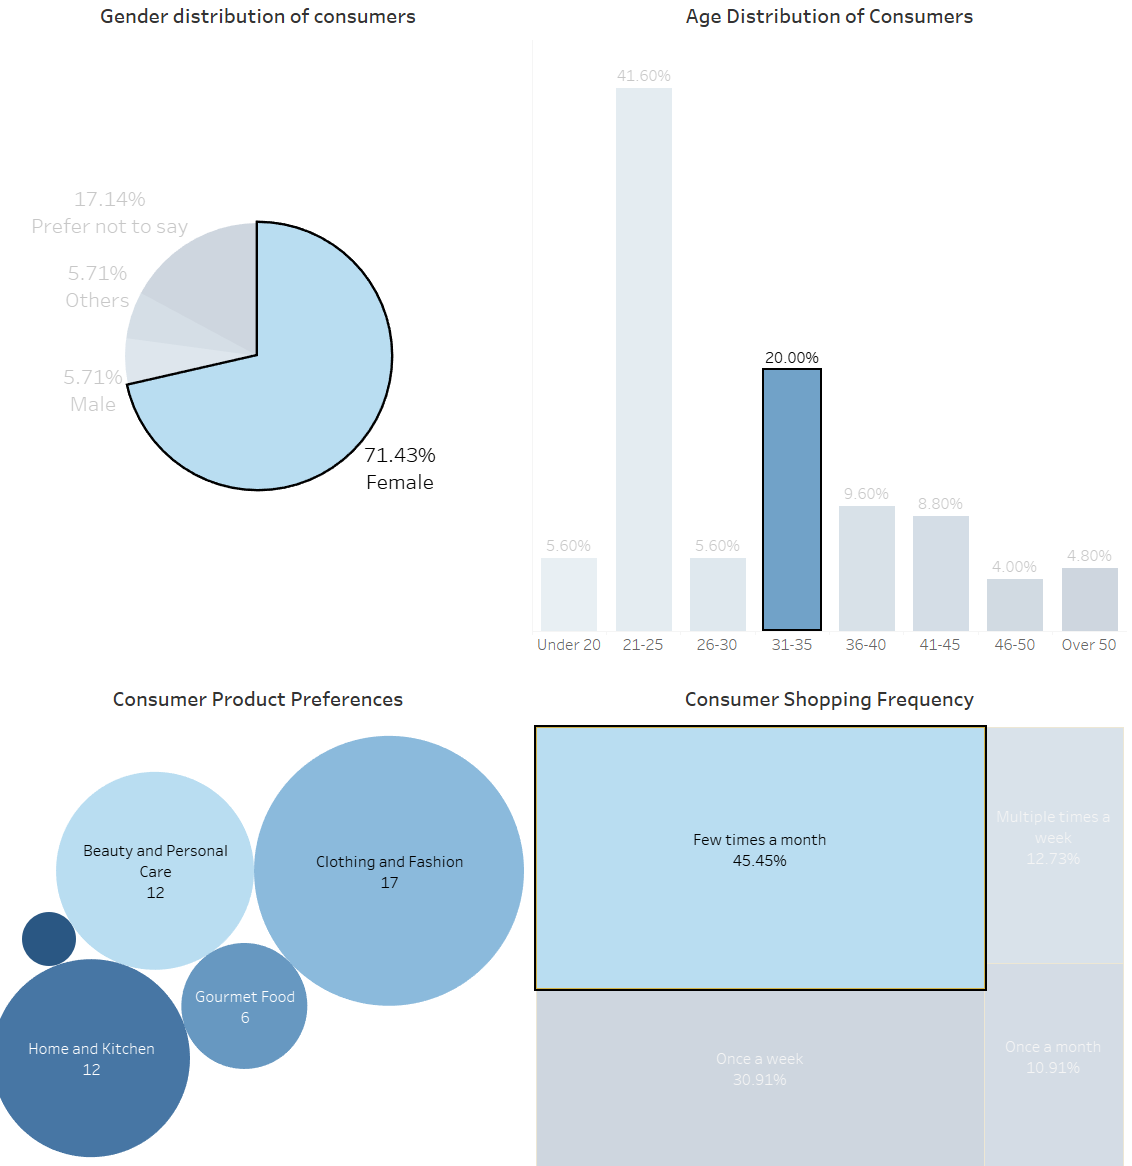 Gender distribution of consumers
17.14%
Prefer not to say
5.71%
Others
5.71%
Male
71.43%
Female
Age Distribution of Consumers
41.60%
20.00%
9.60%
8.80%
5.60%
5.60%
4.00%
4.80%
Under 20
21-25
26-30
31-35
36-40
41-45
46-50
Over 50
Consumer Product Preferences
Beauty and Personal
Care
12
Clothing and Fashion
17
Gourmet Food
6
Home and Kitchen
12
Consumer Shopping Frequency
Few times a month
45.45%
Multiple times a
week
12.73%
Once a week
30.91%
Once a month
10.91%